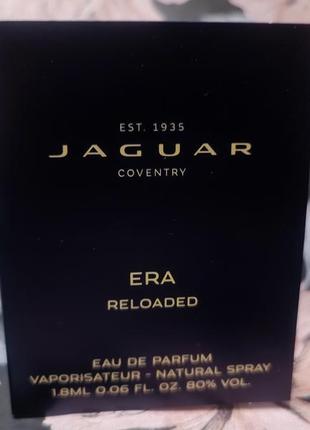 EST. 1935
JAGUAR
COVENTRY
ERA
RELOADED
EAU DE PARFUM
VAPORISATEUR - NATURAL SPRAY
1.8ML 0.06 FL. OZ. 80% VOL.